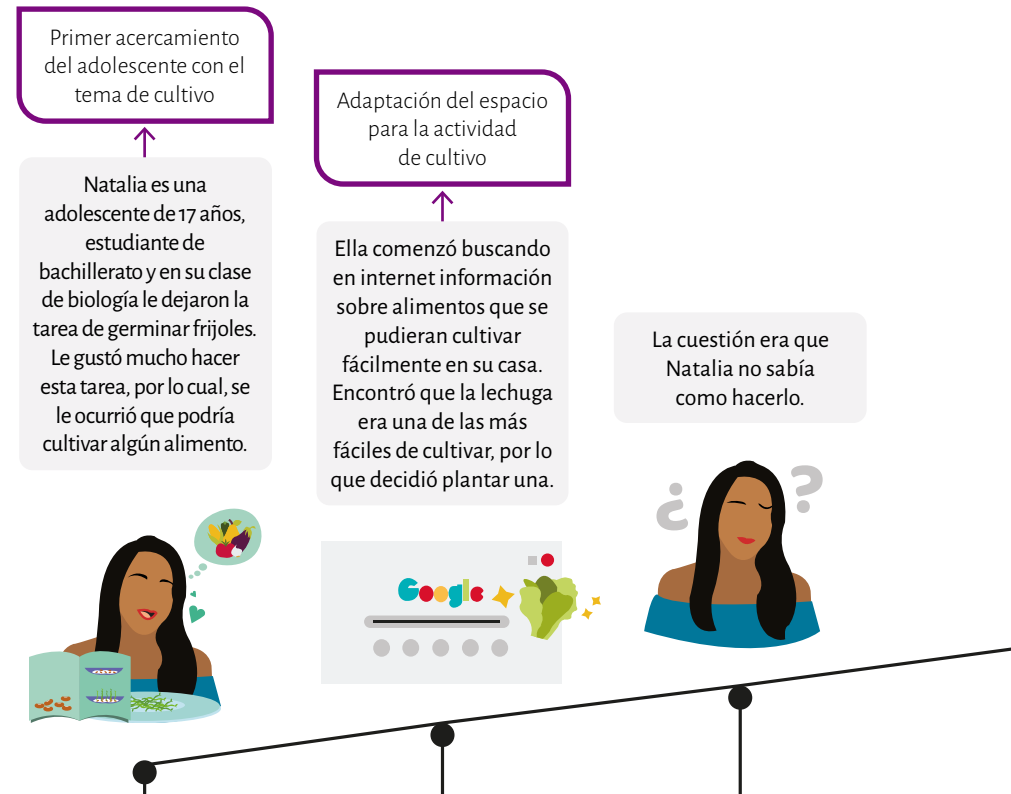 Primer acercamiento
del adolescente con el
tema de cultivo
Natalia es una
adolescente de 17 años,
estudiante de
bachillerato y en su clase
de biología le dejaron la
tarea de germinar frijoles.
Le gustó mucho hacer
esta tarea, por lo cual, se
le ocurrió que podría
cultivar algún alimento.
Adaptación del espacio
para la actividad
de cultivo
Ella comenzó buscando
en internet información
sobre alimentos que se
pudieran cultivar
fácilmente en su casa.
Encontró que la lechuga
era una de las más
fáciles de cultivar, por lo
que decidió plantar una.
Google
La cuestión era que
Natalia no sabía
como hacerlo.
¿ ?